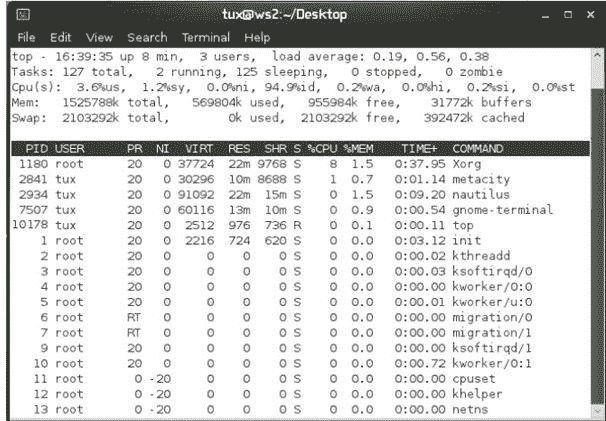 tux@ws2:~/Desktop
File Edit View Search Terminal Help
top - 16:39:35 up 8 min, 3 users, load average: 0.19, 0.56, 0.38
Tasks: 127 total, 2 running, 125 sleeping, 0 stopped, 0 zombie
Cpu(s): 3.6%us, 1.2%sy, 0.0%ni, 94.9%id, 0.2%wa, 0.0%hi, 0.2%si, 0.0%st
Mem: 1525788k total, 569804k used, 955984k free, 31772k buffers
Swap: 2103292k total, 0k used, 2103292k free, 392472k cached
PID USER PR NI VIRT RES SHR S %CPU %MEM TIME+ COMMAND
1180 root 20 0 37724 22m 9768 S 8 1.5 0:37.95 Xorg
2841 tux 20 0 30296 10m 8688 S 1 0.7 0:01.14 metacity
2934 tux 20 0 91092 22m 15m S 0 1.5 0:09.20 nautilus
7507 tux 20 0 60116 13m 10m S 0 0.9 0:00.54 gnome-terminal
10178 tux 20 0 2512 976 736 R 0 0.1 0:00.11 top
1 root 20 0 2216 724 620 S 0 0.0 0:03.12 init
2 root 20 0 0 0 0 S 0 0.0 0:00.02 kthreadd
3 root 20 0 0 0 0 S 0 0.0 0:00.03 ksoftirqd/0
4 root 20 0 0 0 0 S 0 0.0 0:00.00 kworker/0:0
5 root 20 0 0 0 0 S 0 0.0 0:00.01 kworker/u:0
6 root RT 0 0 0 0 S 0 0.0 0:00.00 migration/0
7 root RT 0 0 0 0 S 0 0.0 0:00.00 migration/1
9 root 20 0 0 0 0 S 0 0.0 0:00.00 ksoftirqd/1
10 root 20 0 0 0 0 S 0 0.0 0:00.72 kworker/0:1
11 root 0 -20 0 0 0 S 0 0.0 0:00.00 cpuset
12 root 0 -20 0 0 0 S 0 0.0 0:00.00 khelper
13 root 0 -20 0 0 0 S 0 0.0 0:00.00 netns